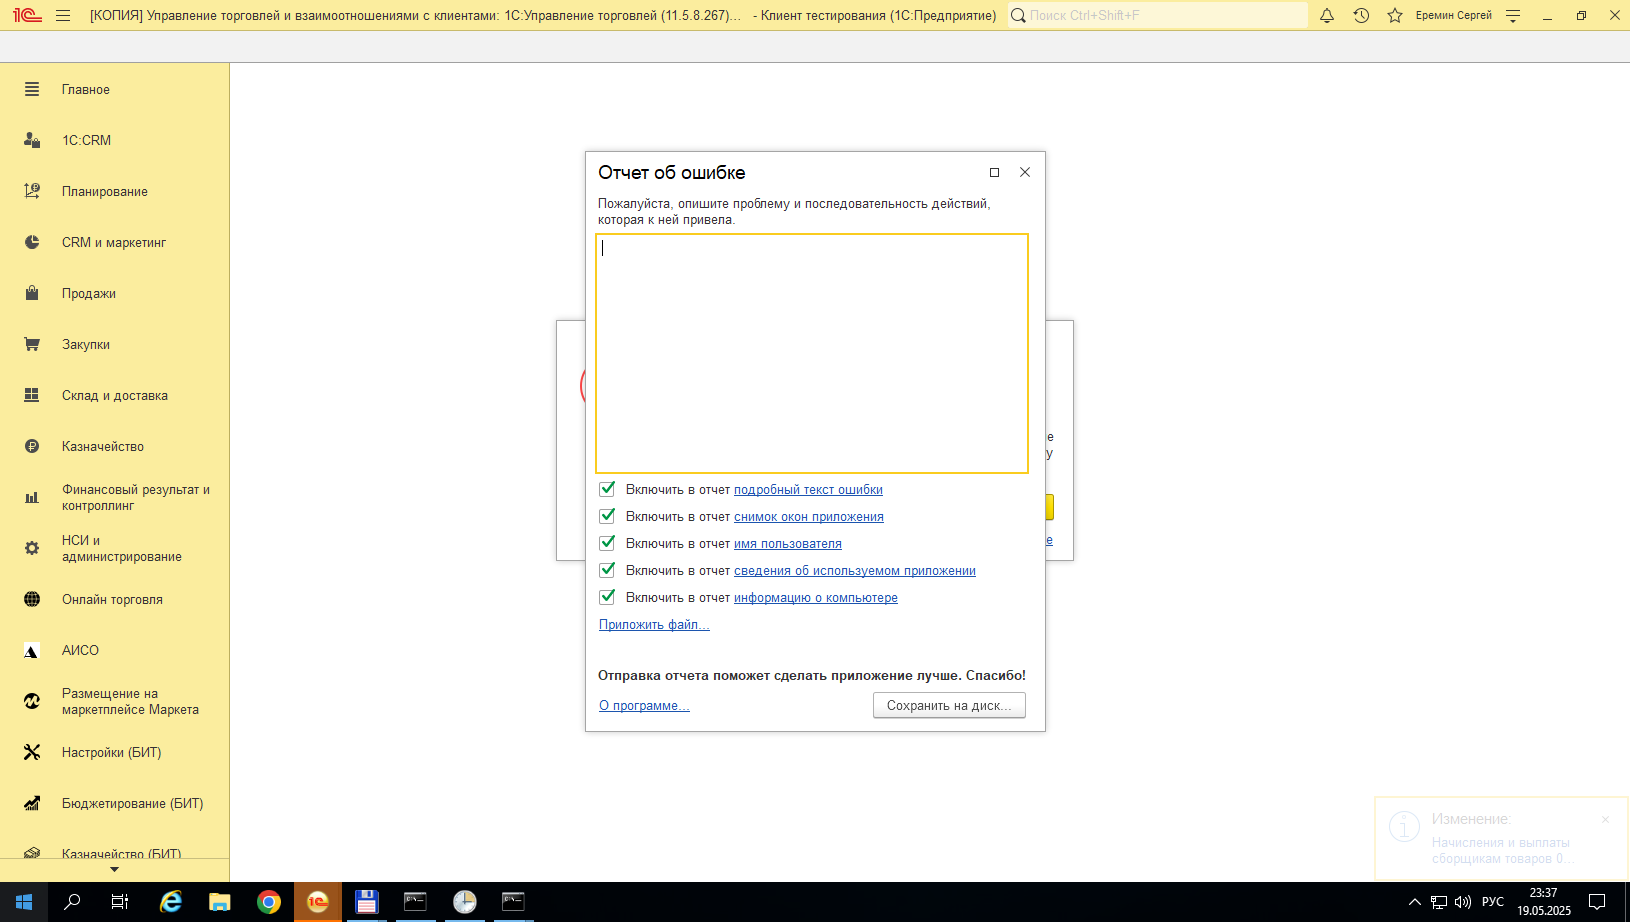 [КОПИЯ] Управление торговлей и взаимоотношениями с клиентами: 1С:Управление торговлей (11.5.8.267)... - Клиент тестирования (1С:Предприятие)
Поиск Ctrl+Shift+F
Еремин Сергей
Главное
1С:CRM
Планирование
CRM и маркетинг
Продажи
Закупки
Склад и доставка
Казначейство
Финансовый результат и
контроллинг
НСИ и
администрирование
Онлайн торговля
АИСО
Размещение на
маркетплейсе Маркета
Настройки (БИТ)
Бюджетирование (БИТ)
Казначейство (БИТ)
Отчет об ошибке
Пожалуйста, опишите проблему и последовательность действий,
которая к ней привела.
е
у
е
Включить в отчет подробный текст ошибки
Включить в отчет снимок окон приложения
Включить в отчет имя пользователя
Включить в отчет сведения об используемом приложении
Включить в отчет информацию о компьютере
Приложить файл...
Отправка отчета поможет сделать приложение лучше. Спасибо!
О программе...
Сохранить на диск...
Изменение:
Начисления и выплаты
сборщикам товаров 0...
РУС
23:37
19.05.2025